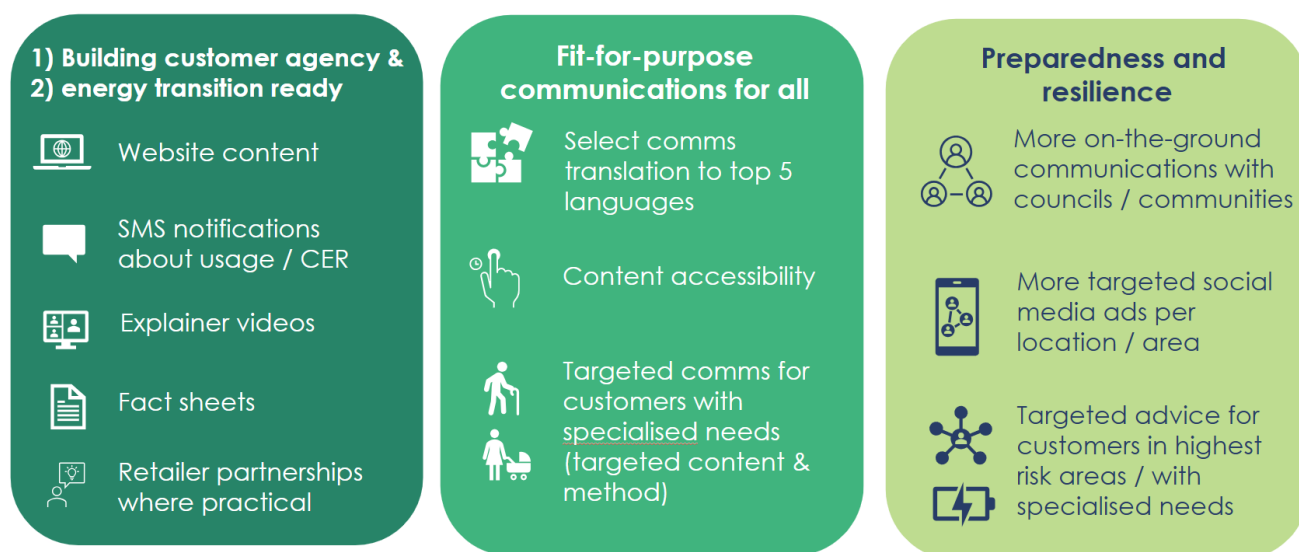 1) Building customer agency &
2) energy transition ready
Website content
SMS notifications
about usage / CER
Explainer videos
Fact sheets
Retailer partnerships
where practical
Fit-for-purpose
communications for all
Select comms
translation to top 5
languages
Content accessibility
Targeted comms for
customers with
specialised needs
(targeted content &
method)
Preparedness and
resilience
More on-the-ground
communications with
councils / communities
More targeted social
media ads per
location / area
Targeted advice for
customers in highest
risk areas / with
specialised needs